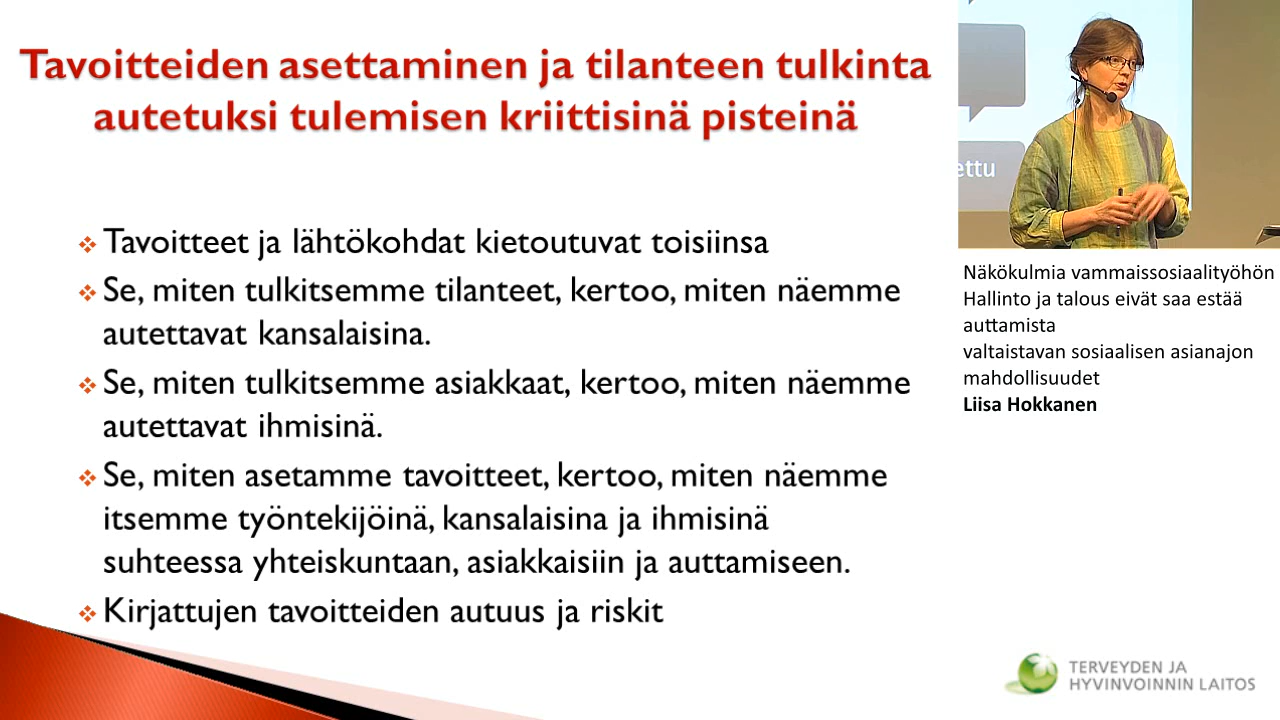 Tavoitteiden asettaminen ja tilanteen tulkinta
autetuksi tulemisen kriittisinä pisteinä
Tavoitteet ja lähtökohdat kietoutuvat toisiinsa
Se, miten tulkitsemme tilanteet, kertoo, miten näemme
autettavat kansalaisina.
Se, miten tulkitsemme asiakkaat, kertoo, miten näemme
autettavat ihmisinä.
Se, miten asetamme tavoitteet, kertoo, miten näemme
itsemme työntekijöinä, kansalaisina ja ihmisinä
suhteessa yhteiskuntaan, asiakkaisiin ja auttamiseen.
Kirjattujen tavoitteiden autuus ja riskit
ettu
Näkökulmia vammaissosiaalityöhön
Hallinto ja talous eivät saa estää
auttamista
valtaistavan sosiaalisen asianajon
mahdollisuudet
Liisa Hokkanen
TERVEYDEN JA
HYVINVOINNIN LAITOS